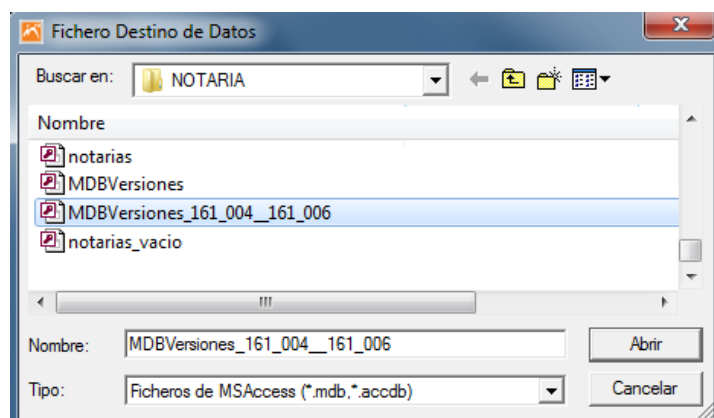 Fichero Destino de Datos
Buscar en: NOTARIA
Nombre
notarias
MDBVersiones
MDBVersiones_161_004__161_006
notarias_vacio
Nombre: MDBVersiones_161_004__161_006 Abrir
Tipo: Ficheros de MSAccess (*.mdb,*.accdb) Cancelar